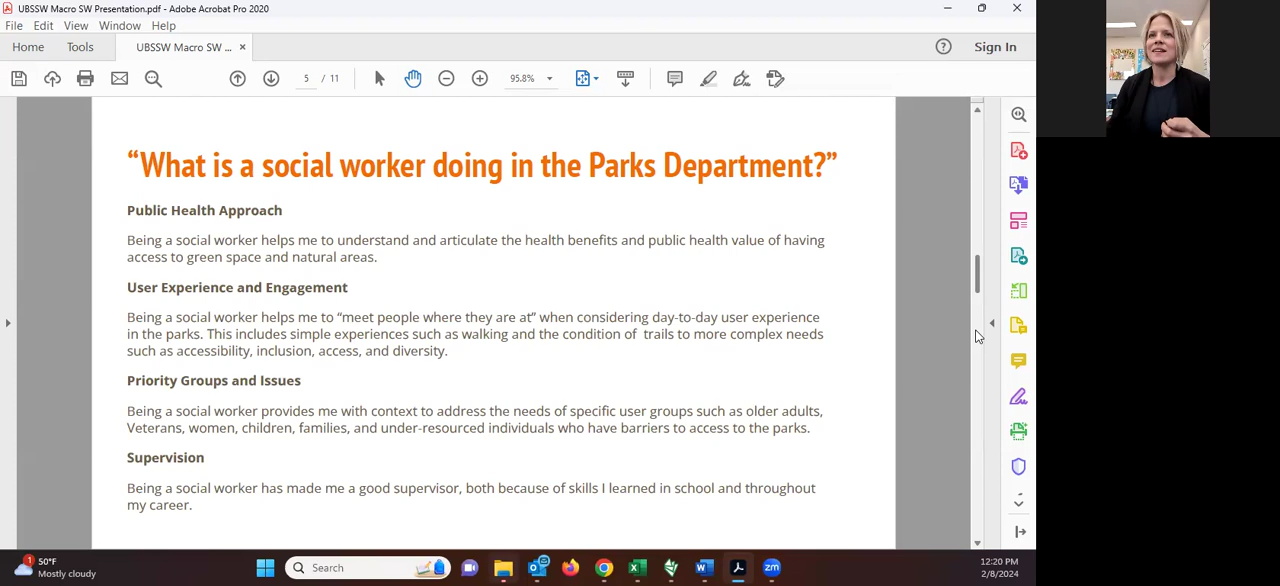 UBSSW Macro SW Presentation.pdf - Adobe Acrobat Pro 2020
File Edit View Window Help
Home Tools UBSSW Macro SW ... × Sign In
5 / 11 95.8%
“What is a social worker doing in the Parks Department?”
Public Health Approach
Being a social worker helps me to understand and articulate the health benefits and public health value of having
access to green space and natural areas.
User Experience and Engagement
Being a social worker helps me to “meet people where they are at” when considering day-to-day user experience
in the parks. This includes simple experiences such as walking and the condition of trails to more complex needs
such as accessibility, inclusion, access, and diversity.
Priority Groups and Issues
Being a social worker provides me with context to address the needs of specific user groups such as older adults,
Veterans, women, children, families, and under-resourced individuals who have barriers to access to the parks.
Supervision
Being a social worker has made me a good supervisor, both because of skills I learned in school and throughout
my career.
1
50°F
Mostly cloudy
Search
zm
12:20 PM
2/8/2024